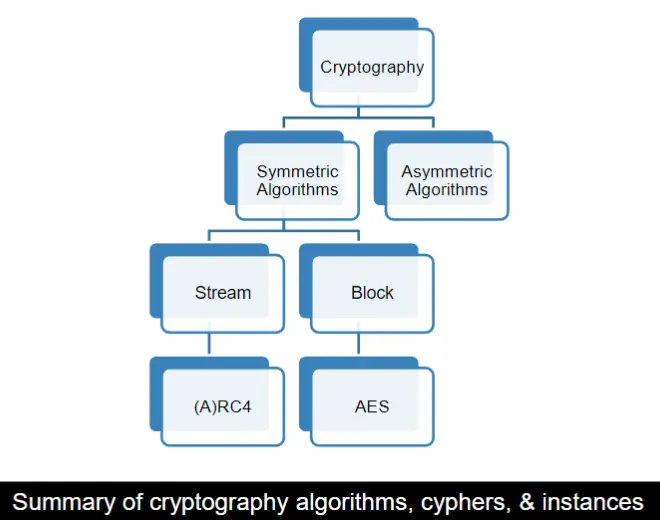 Cryptography
Symmetric
Algorithms
Asymmetric
Algorithms
Stream
Block
(A)RC4
AES
Summary of cryptography algorithms, cyphers, & instances